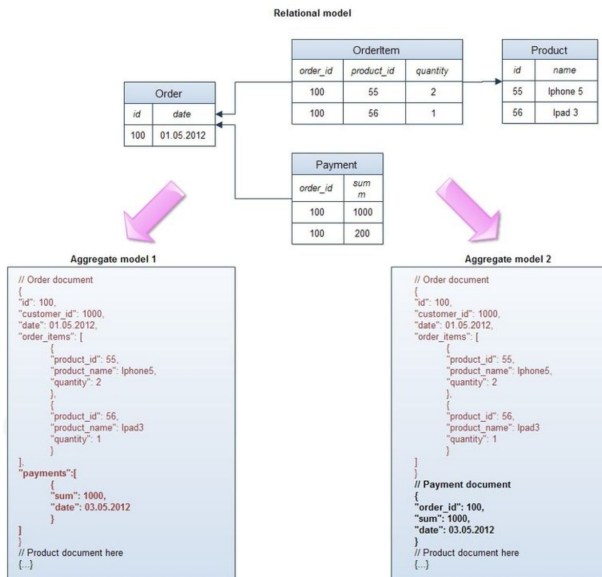 Relational model
OrderItem
order_id product_id quantity
100 55 2
100 56 1
Product
id name
55 Iphone 5
56 Ipad 3
Order
id date
100 01.05.2012
Payment
order_id sum
m
100 1000
100 200
Aggregate model 1
// Order document
{
"id": 100,
"customer_id": 1000,
"date": 01.05.2012,
"order_items": [
{
"product_id": 55,
"product_name": Iphone5,
"quantity": 2
},
{
"product_id": 56,
"product_name": Ipad3
"quantity": 1
}
],
"payments":[
{
"sum": 1000,
"date": 03.05.2012
}
]
}
// Product document here
{...}
Aggregate model 2
// Order document
{
"id": 100,
"customer_id": 1000,
"date": 01.05.2012,
"order_items": [
{
"product_id": 55,
"product_name": Iphone5,
"quantity": 2
},
{
"product_id": 56,
"product_name": Ipad3
"quantity": 1
}
]
}
// Payment document
{
"order_id": 100,
"sum": 1000,
"date": 03.05.2012
}
// Product document here
{...}